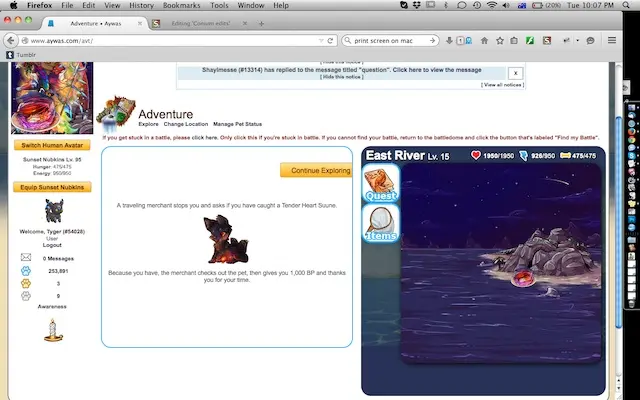 Firefox File Edit View History Bookmarks Tools Window Help
(20%) Tue 10:07 PM
Adventure • Aywas
Adventure • Aywas
Editing 'Conum edits'
www.aywas.com/avt/
print screen on mac
Tumblr
[ Hide this notice ]
Shaylmeese (#13314) has replied to the message titled "question". Click here to view the message
[ Hide this notice ]
X
[ View all notices ]
Adventure
Explore Change Location Manage Pet Status
If you get stuck in a battle, please click here. Only click this if you're stuck in battle. If you cannot find your battle, return to the battledome and click the button that's labeled "Find my Battle".
Switch Human Avatar
Sunset Nubkins Lv. 95
Hunger: 475/475
Energy: 950/950
Equip Sunset Nubkins
Welcome, Tyger (#54028)
User
Logout
0 Messages
253,891
3
9
Awareness
Continue Exploring
A traveling merchant stops you and asks if you have caught a Tender Heart Suune.
Because you have, the merchant checks out the pet, then gives you 1,000 BP and thanks
you for your time.
East River Lv. 15
1950/1950
926/950
475/475
Quest
Items